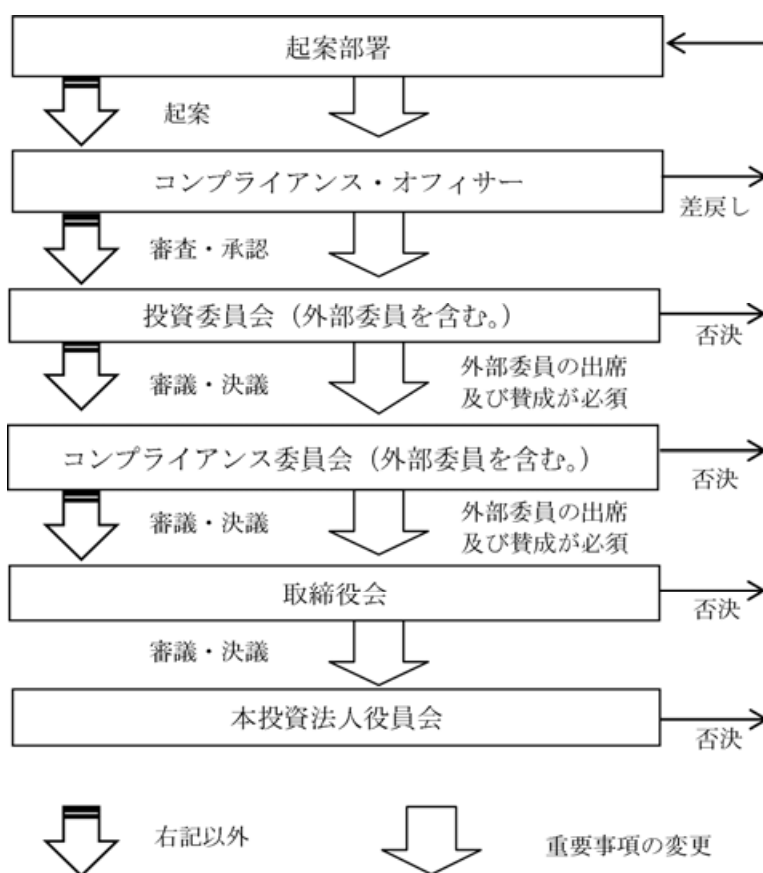 起案部署
起案
コンプライアンス・オフィサー
差戻し
審査・承認
投資委員会（外部委員を含む。）
否決
審議・決議
外部委員の出席
及び賛成が必須
コンプライアンス委員会（外部委員を含む。）
否決
審議・決議
外部委員の出席
及び賛成が必須
取締役会
否決
審議・決議
本投資法人役員会
否決
右記以外
重要事項の変更